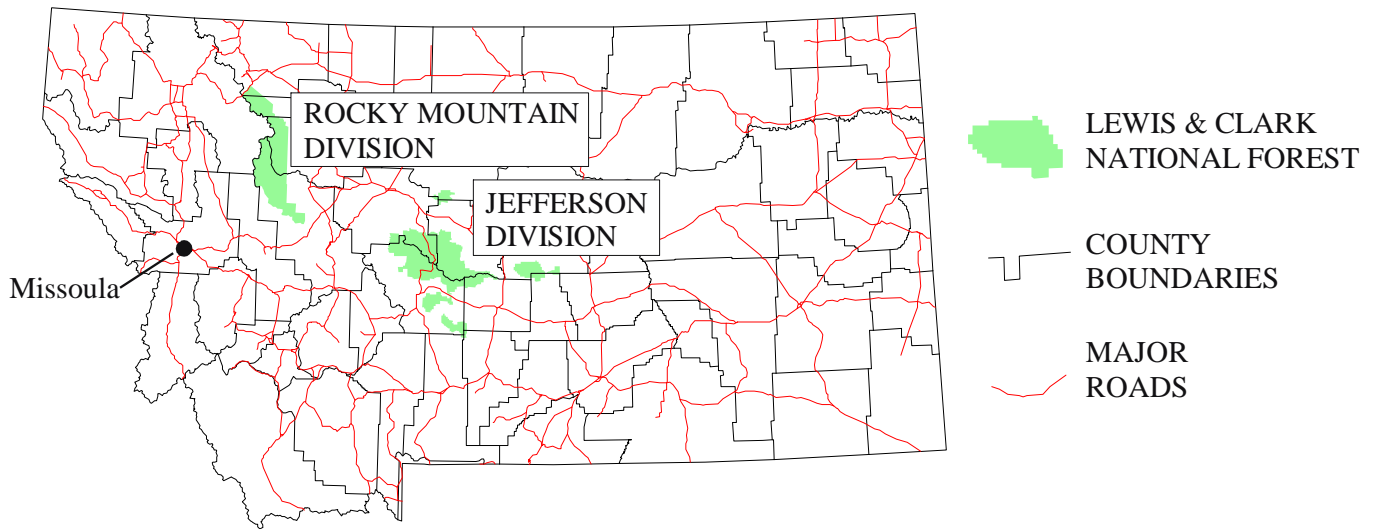 ROCKY MOUNTAIN
DIVISION
JEFFERSON
DIVISION
Missoula
LEWIS & CLARK
NATIONAL FOREST
COUNTY
BOUNDARIES
MAJOR
ROADS